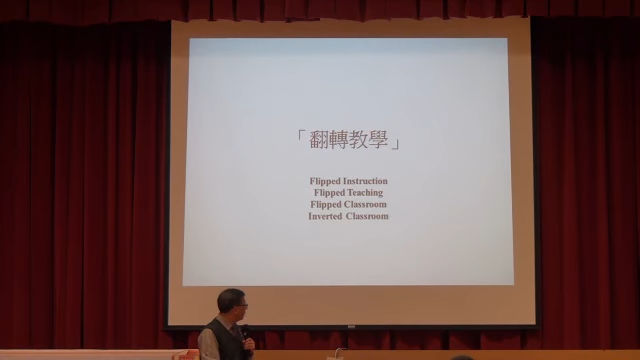 「翻轉教學」
Flipped Instruction
Flipped Teaching
Flipped Classroom
Inverted Classroom